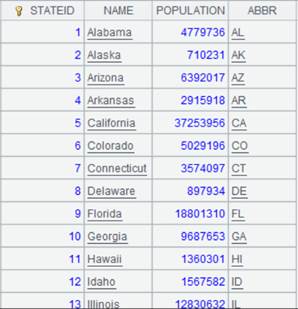 STATEID NAME POPULATION ABBR
1 Alabama 4779736 AL
2 Alaska 710231 AK
3 Arizona 6392017 AZ
4 Arkansas 2915918 AR
5 California 37253956 CA
6 Colorado 5029196 CO
7 Connecticut 3574097 CT
8 Delaware 897934 DE
9 Florida 18801310 FL
10 Georgia 9687653 GA
11 Hawaii 1360301 HI
12 Idaho 1567582 ID
13 Illinois 12830632 IL